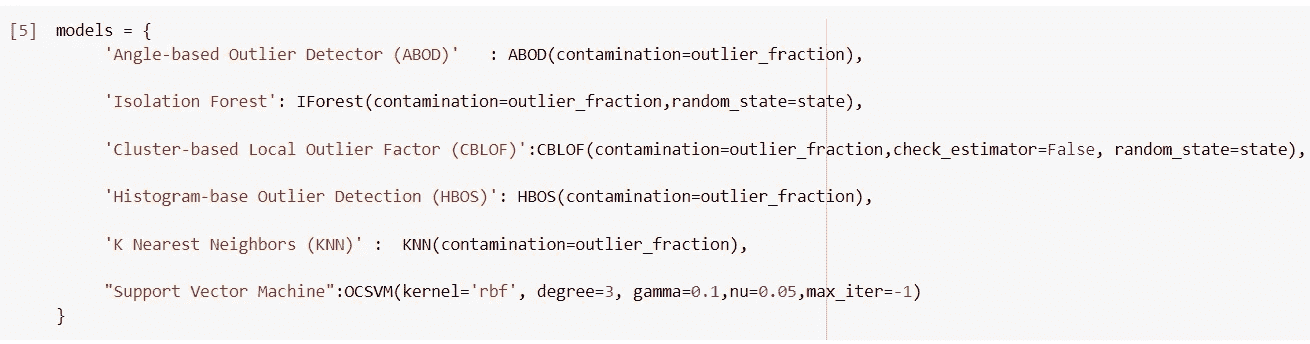 [5] models = {
'Angle-based Outlier Detector (ABOD)'   : ABOD(contamination=outlier_fraction),
'Isolation Forest': IForest(contamination=outlier_fraction,random_state=state),
'Cluster-based Local Outlier Factor (CBLOF)':CBLOF(contamination=outlier_fraction,check_estimator=False, random_state=state),
'Histogram-base Outlier Detection (HBOS)': HBOS(contamination=outlier_fraction),
'K Nearest Neighbors (KNN)' :  KNN(contamination=outlier_fraction),
"Support Vector Machine":OCSVM(kernel='rbf', degree=3, gamma=0.1,nu=0.05,max_iter=-1)
}